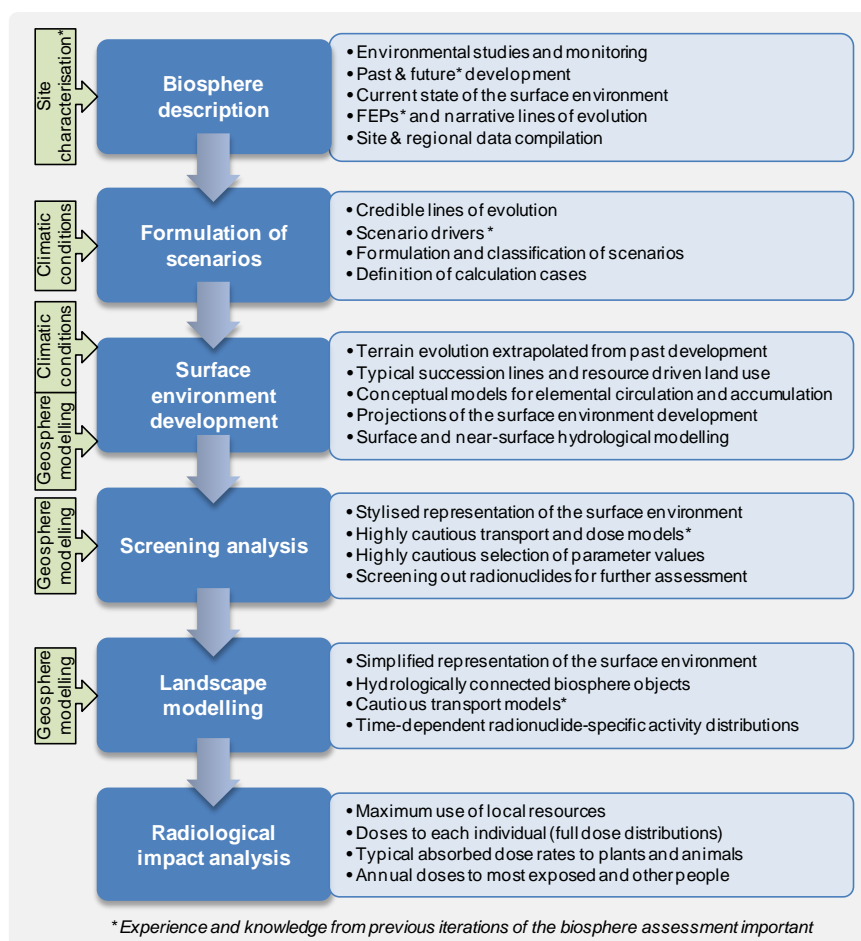 Site
characterisation*
Biosphere
description
• Environmental studies and monitoring
• Past & future* development
• Current state of the surface environment
• FEPs* and narrative lines of evolution
• Site & regional data compilation
Climatic
conditions
Formulation of
scenarios
• Credible lines of evolution
• Scenario drivers *
• Formulation and classification of scenarios
• Definition of calculation cases
Climatic
conditions
Geosphere
modelling
Surface
environment
development
• Terrain evolution extrapolated from past development
• Typical succession lines and resource driven land use
• Conceptual models for elemental circulation and accumulation
• Projections of the surface environment development
• Surface and near-surface hydrological modelling
Geosphere
modelling
Screening analysis
• Stylised representation of the surface environment
• Highly cautious transport and dose models*
• Highly cautious selection of parameter values
• Screening out radionuclides for further assessment
Geosphere
modelling
Landscape
modelling
• Simplified representation of the surface environment
• Hydrologically connected biosphere objects
• Cautious transport models*
• Time-dependent radionuclide-specific activity distributions
Radiological
impact analysis
• Maximum use of local resources
• Doses to each individual (full dose distributions)
• Typical absorbed dose rates to plants and animals
• Annual doses to most exposed and other people
* Experience and knowledge from previous iterations of the biosphere assessment important